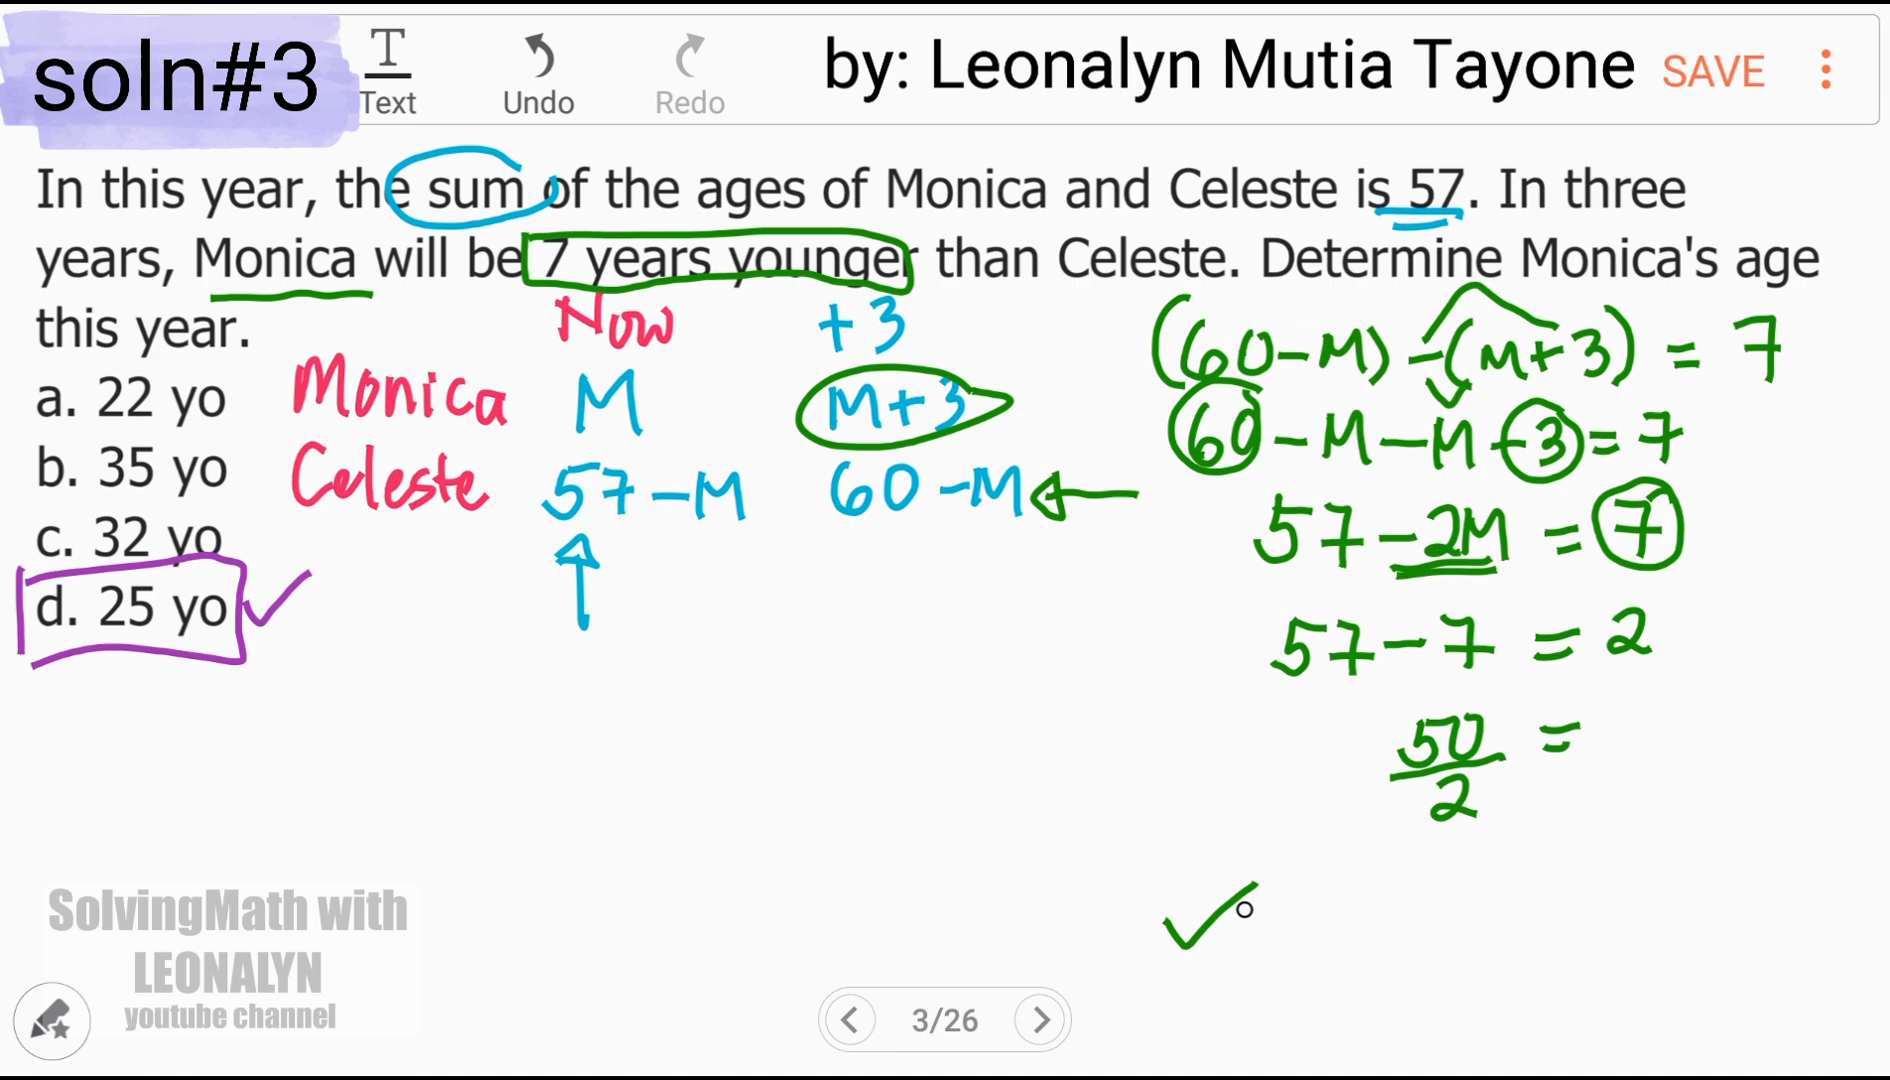 soln#3
Text
Undo
Redo
by: Leonalyn Mutia Tayone
SAVE
In this year, the sum of the ages of Monica and Celeste is 57. In three
years, Monica will be 7 years younger than Celeste. Determine Monica's age
this year.
a. 22 yo
b. 35 yo
c. 32 yo
d. 25 yo
Now +3
Monica M M+3
Celeste 57-M 60-M
(60-M)-(M+3) = 7
60-M-M-3=7
57-2M = 7
57-7 = 2
50/2 =
SolvingMath with
LEONALYN
youtube channel
3/26